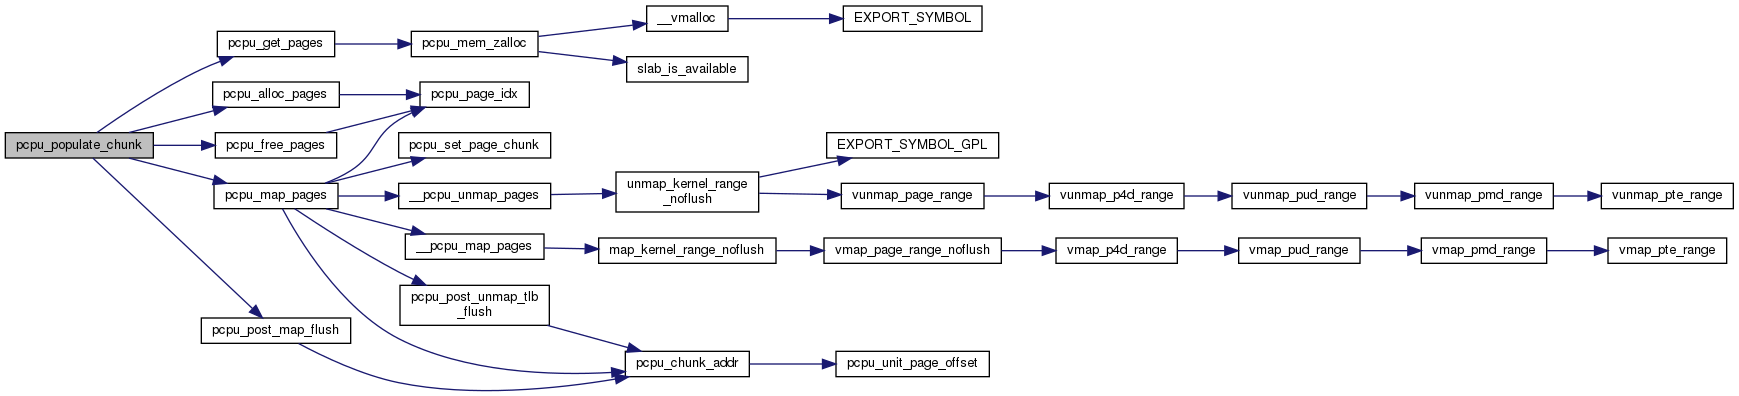 __vmalloc
EXPORT_SYMBOL
pcpu_get_pages
pcpu_mem_zalloc
slab_is_available
pcpu_alloc_pages
pcpu_page_idx
pcpu_populate_chunk
pcpu_free_pages
pcpu_set_page_chunk
EXPORT_SYMBOL_GPL
pcpu_map_pages
__pcpu_unmap_pages
unmap_kernel_range
_noflush
vunmap_page_range
vunmap_p4d_range
vunmap_pud_range
vunmap_pmd_range
vunmap_pte_range
__pcpu_map_pages
map_kernel_range_noflush
vmap_page_range_noflush
vmap_p4d_range
vmap_pud_range
vmap_pmd_range
vmap_pte_range
pcpu_post_unmap_tlb
_flush
pcpu_post_map_flush
pcpu_chunk_addr
pcpu_unit_page_offset